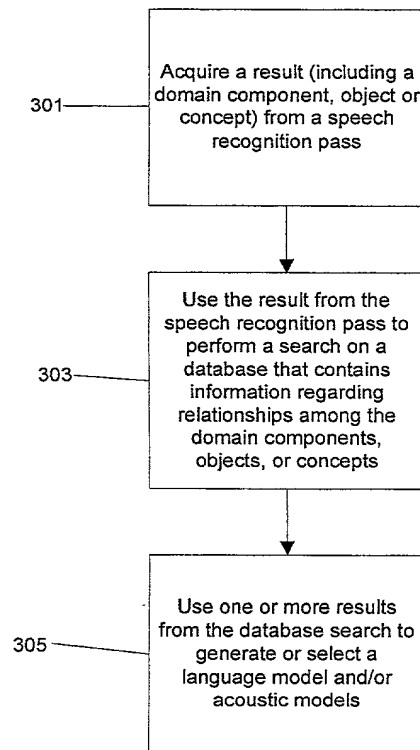 Acquire a result (including a
domain component, object or
concept) from a speech
recognition pass
301
Use the result from the
speech recognition pass to
perform a search on a
database that contains
information regarding
relationships among the
domain components,
objects, or concepts
303
Use one or more results
from the database search to
generate or select a
language model and/or
acoustic models
305